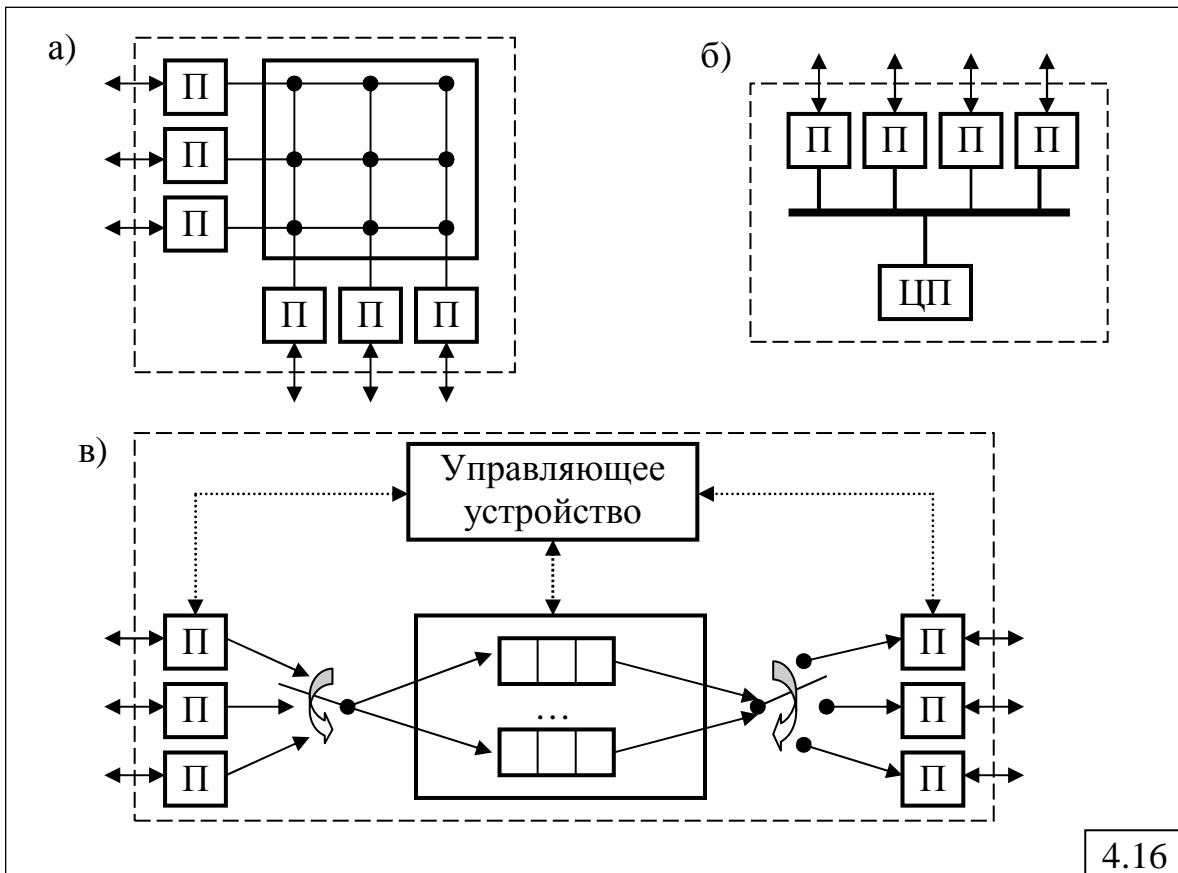 а)
П
П
П
П П П
б)
П П П П
ЦП
в)
Управляющее
устройство
П
П
П
...
П
П
П
4.16